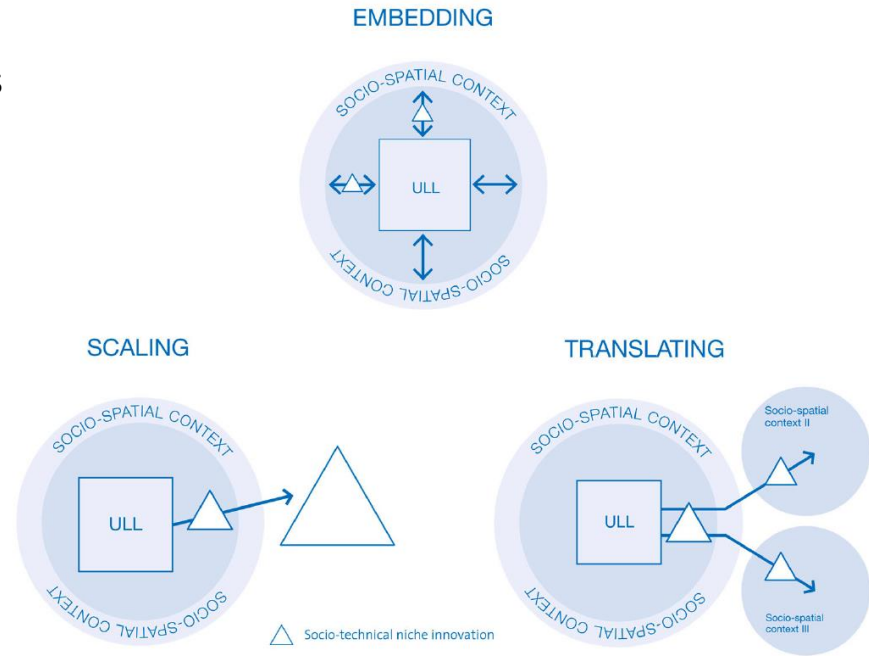 S
EMBEDDING
SOCIO-SPATIAL CONTEXT
ULL
SOCIO-SPATIAL CONTEXT
SCALING
SOCIO-SPATIAL CONTEXT
ULL
SOCIO-SPATIAL CONTEXT
TRANSLATING
SOCIO-SPATIAL CONTEXT
ULL
SOCIO-SPATIAL CONTEXT
Socio-spatial
context II
Socio-spatial
context III
Socio-technical niche innovation